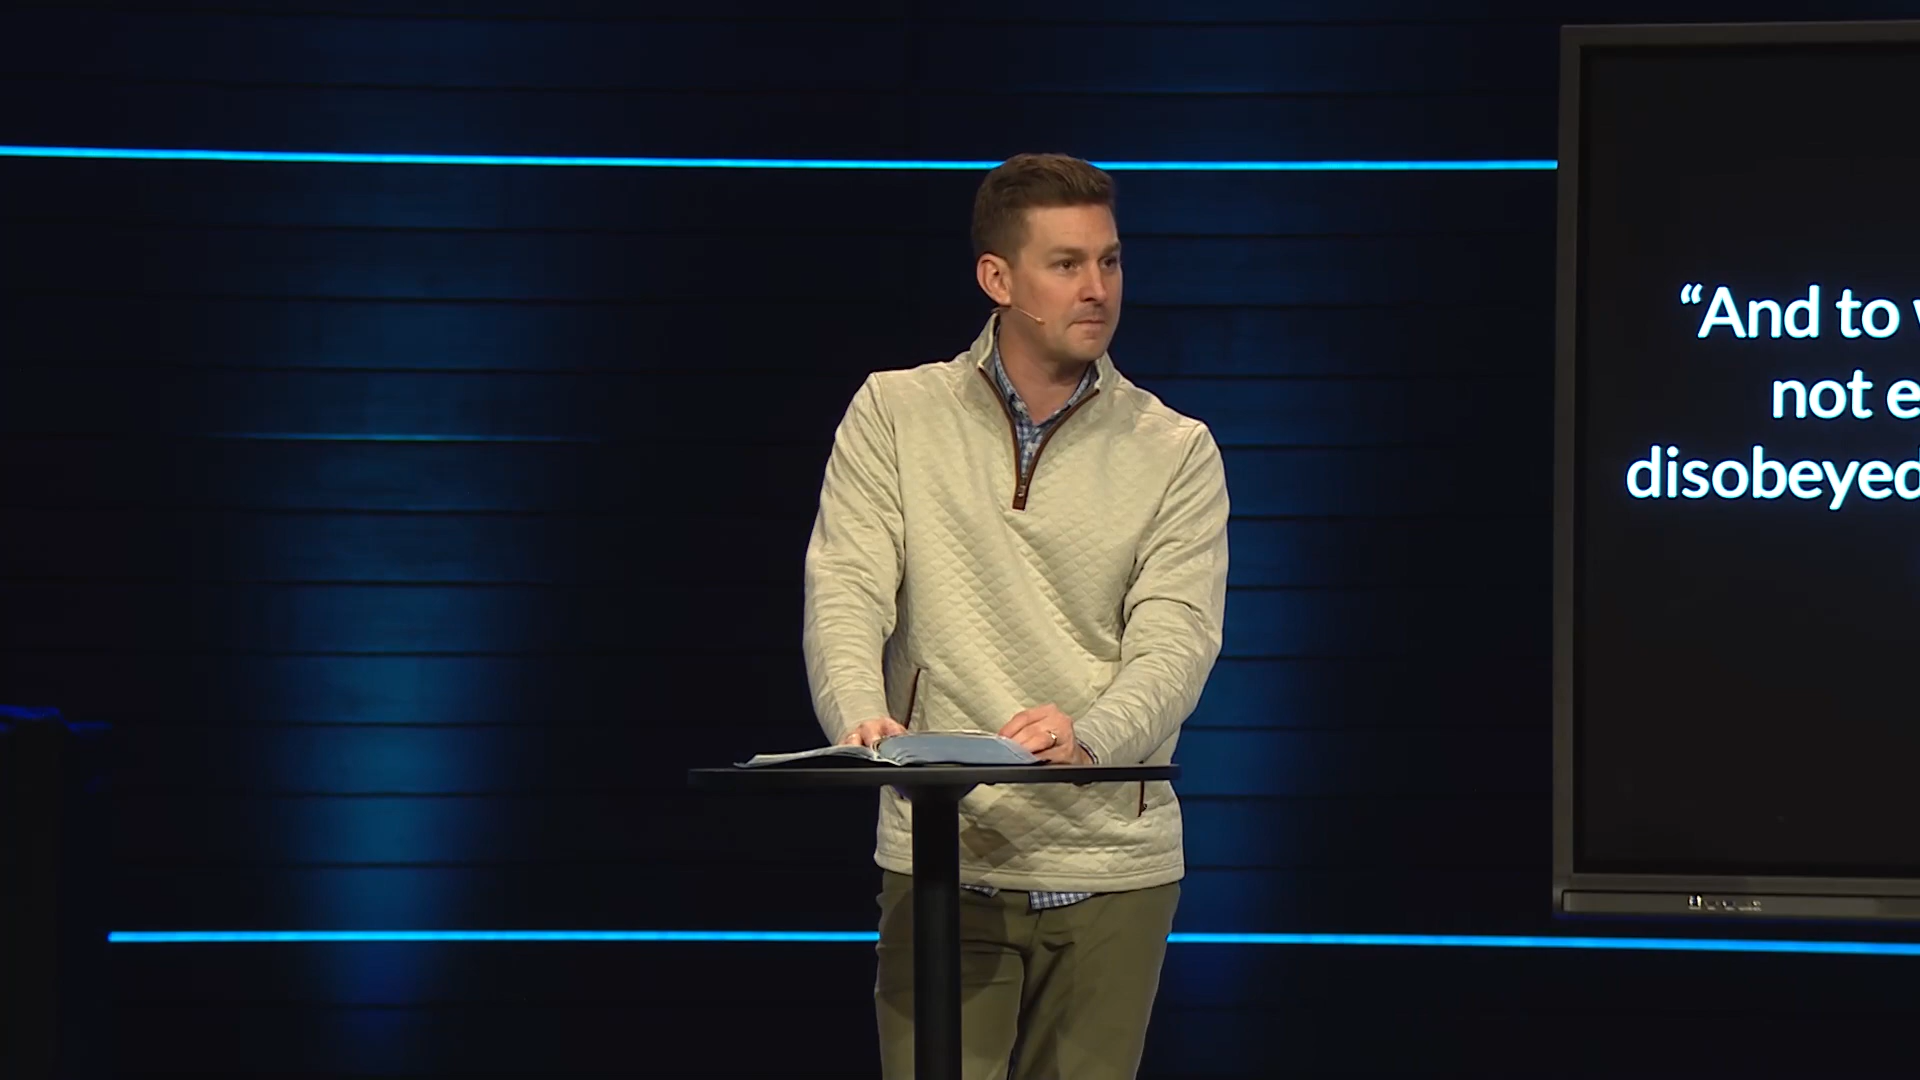 “And to
not
disobeyed